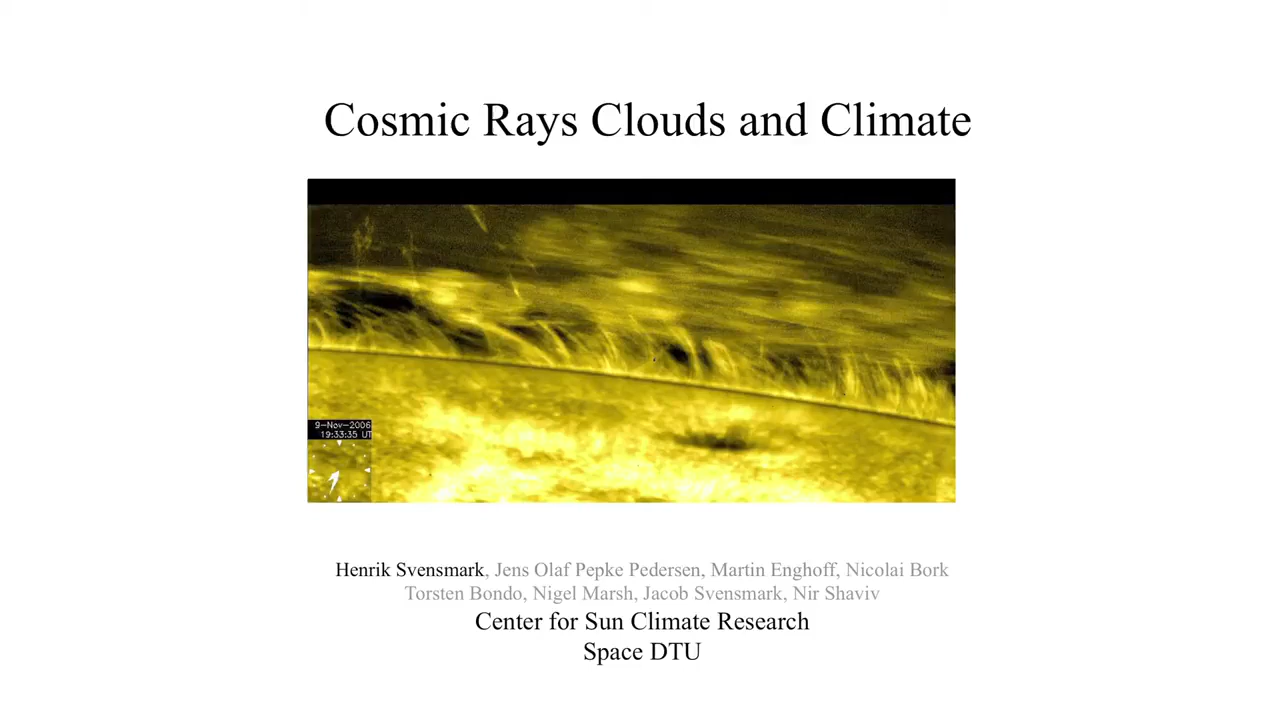 Cosmic Rays Clouds and Climate
9-Nov-2006
19:33:35 UT
Henrik Svensmark, Jens Olaf Pepke Pedersen, Martin Enghoff, Nicolai Bork
Torsten Bondo, Nigel Marsh, Jacob Svensmark, Nir Shaviv
Center for Sun Climate Research
Space DTU